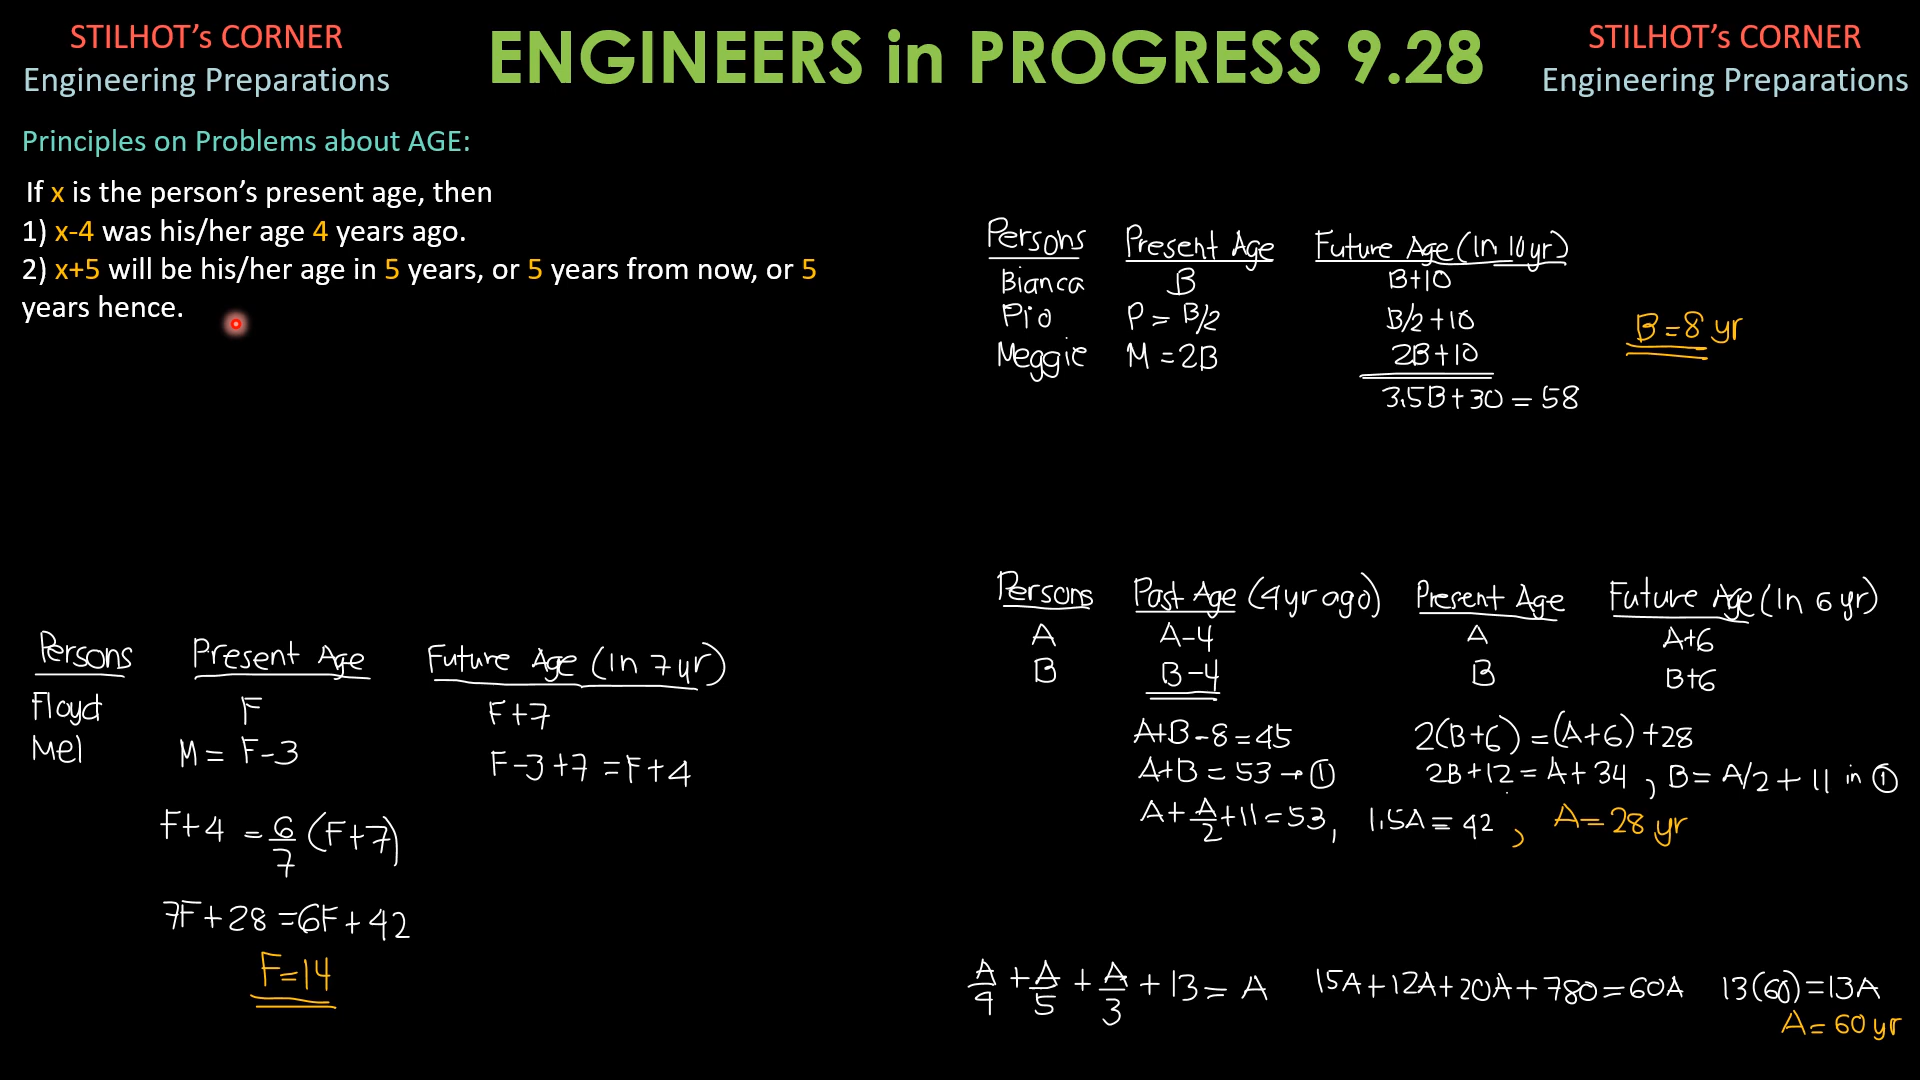 STILHOT's CORNER
Engineering Preparations
ENGINEERS in PROGRESS 9.28
STILHOT's CORNER
Engineering Preparations
Principles on Problems about AGE:
If x is the person's present age, then
1) x-4 was his/her age 4 years ago.
2) x+5 will be his/her age in 5 years, or 5 years from now, or 5
years hence.
Persons Present Age Future Age (In 7 yr)
Floyd F F+7
Mel M = F-3 F-3+7 = F+4
F+4 = 6/7 (F+7)
7F+28 = 6F+42
F=14
Persons Present Age Future Age (In 10 yr)
Bianca B B+10
Pio P = B/2 B/2+10
Meggie M = 2B 2B+10
3.5B+30 = 58
B=8 yr
Persons Past Age (4 yr ago) Present Age Future Age (In 6 yr)
A A-4 A A+6
B B-4 B B+6
A+B-8=45 2(B+6) = (A+6)+28
A+B = 53 → ① 2B+12 = A+34, B = A/2+11 in ①
A+A/2+11=53, 1.5A = 42, A=28 yr
A/4 + A/5 + A/3 + 13 = A 15A+12A+20A+780=60A 13(60)=13A
A=60 yr